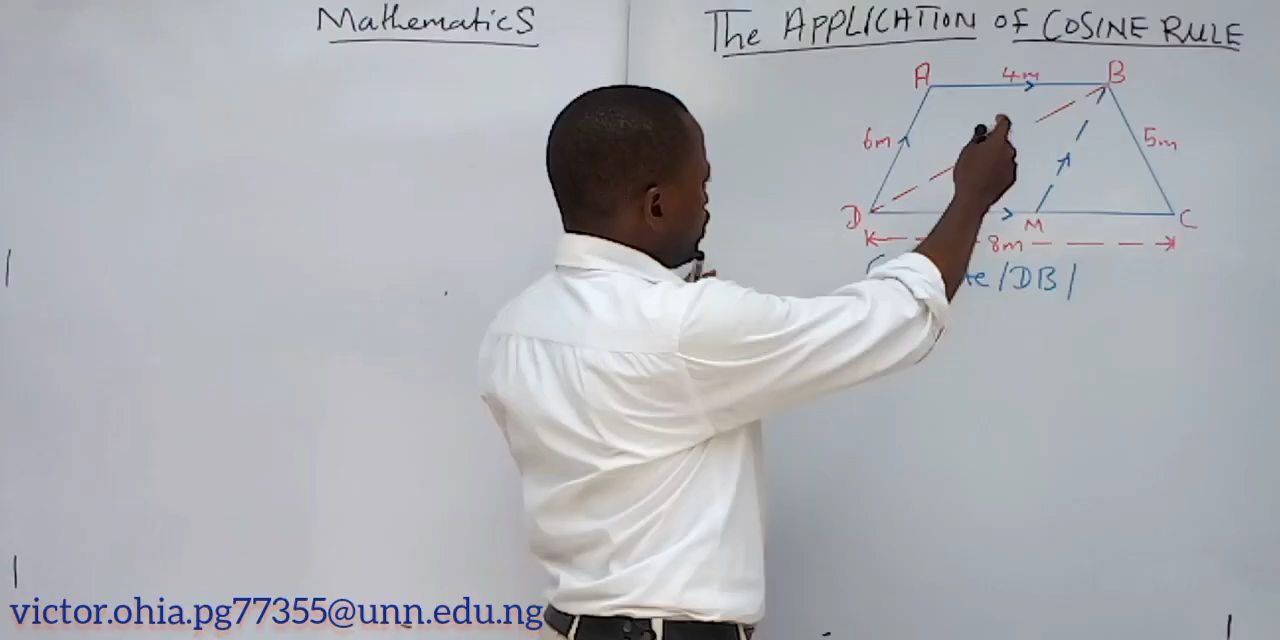 Mathematics
The APPLICATION of COSINE RULE
A 4m B
6m 5m
D M C
8m
/DB/
victor.ohia.pg77355@unn.edu.ng